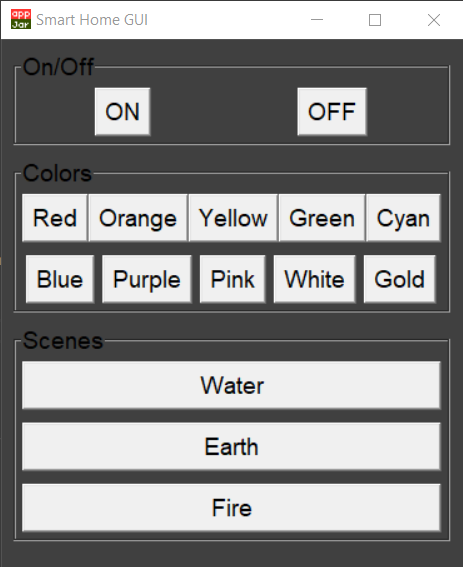 app
Jar
Smart Home GUI
On/Off
ON OFF
Colors
Red Orange Yellow Green Cyan
Blue Purple Pink White Gold
Scenes
Water
Earth
Fire